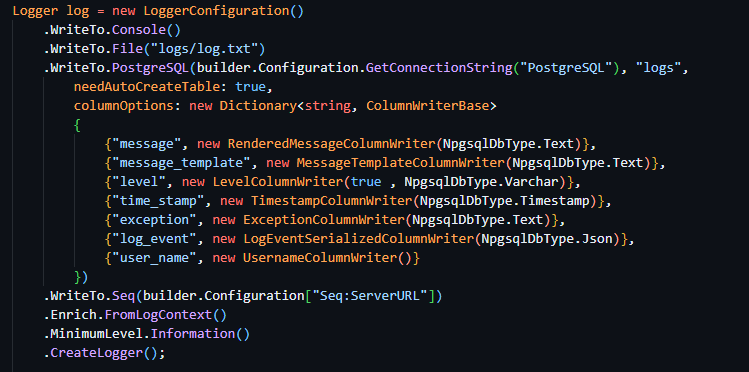 Logger log = new LoggerConfiguration()
    .WriteTo.Console()
    .WriteTo.File("logs/log.txt")
    .WriteTo.PostgreSQL(builder.Configuration.GetConnectionString("PostgreSQL"), "logs",
        needAutoCreateTable: true,
        columnOptions: new Dictionary<string, ColumnWriterBase>
        {
            {"message", new RenderedMessageColumnWriter(NpgsqlDbType.Text)},
            {"message_template", new MessageTemplateColumnWriter(NpgsqlDbType.Text)},
            {"level", new LevelColumnWriter(true , NpgsqlDbType.Varchar)},
            {"time_stamp", new TimestampColumnWriter(NpgsqlDbType.Timestamp)},
            {"exception", new ExceptionColumnWriter(NpgsqlDbType.Text)},
            {"log_event", new LogEventSerializedColumnWriter(NpgsqlDbType.Json)},
            {"user_name", new UsernameColumnWriter()}
        })
    .WriteTo.Seq(builder.Configuration["Seq:ServerURL"])
    .Enrich.FromLogContext()
    .MinimumLevel.Information()
    .CreateLogger();